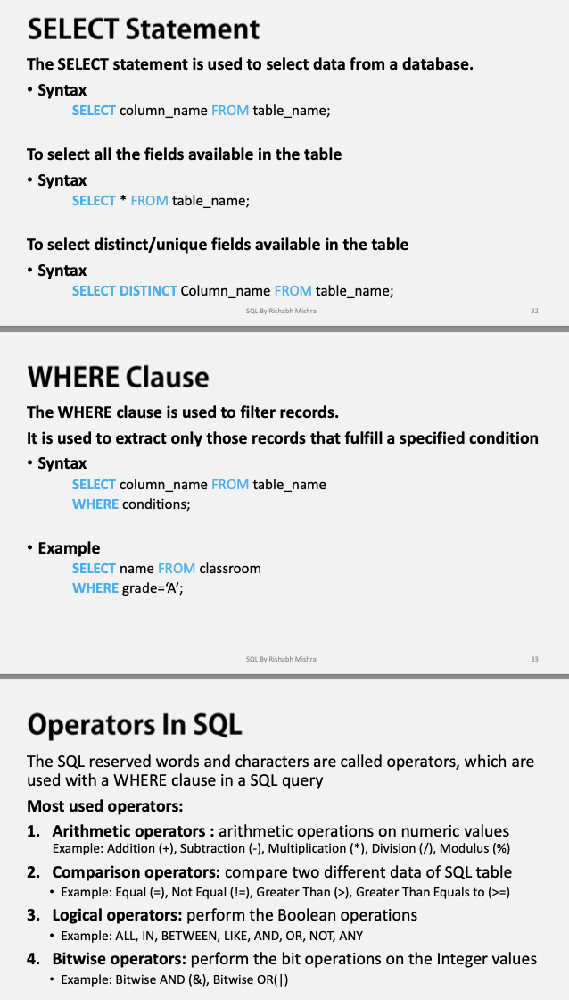 SELECT Statement
The SELECT statement is used to select data from a database.
• Syntax
SELECT column_name FROM table_name;
To select all the fields available in the table
• Syntax
SELECT * FROM table_name;
To select distinct/unique fields available in the table
• Syntax
SELECT DISTINCT Column_name FROM table_name;
SQL By Rishabh Mishra 32
WHERE Clause
The WHERE clause is used to filter records.
It is used to extract only those records that fulfill a specified condition
• Syntax
SELECT column_name FROM table_name
WHERE conditions;
• Example
SELECT name FROM classroom
WHERE grade=‘A’;
SQL By Rishabh Mishra 33
Operators In SQL
The SQL reserved words and characters are called operators, which are
used with a WHERE clause in a SQL query
Most used operators:
1. Arithmetic operators : arithmetic operations on numeric values
Example: Addition (+), Subtraction (-), Multiplication (*), Division (/), Modulus (%)
2. Comparison operators: compare two different data of SQL table
• Example: Equal (=), Not Equal (!=), Greater Than (>), Greater Than Equals to (>=)
3. Logical operators: perform the Boolean operations
• Example: ALL, IN, BETWEEN, LIKE, AND, OR, NOT, ANY
4. Bitwise operators: perform the bit operations on the Integer values
• Example: Bitwise AND (&), Bitwise OR(|)